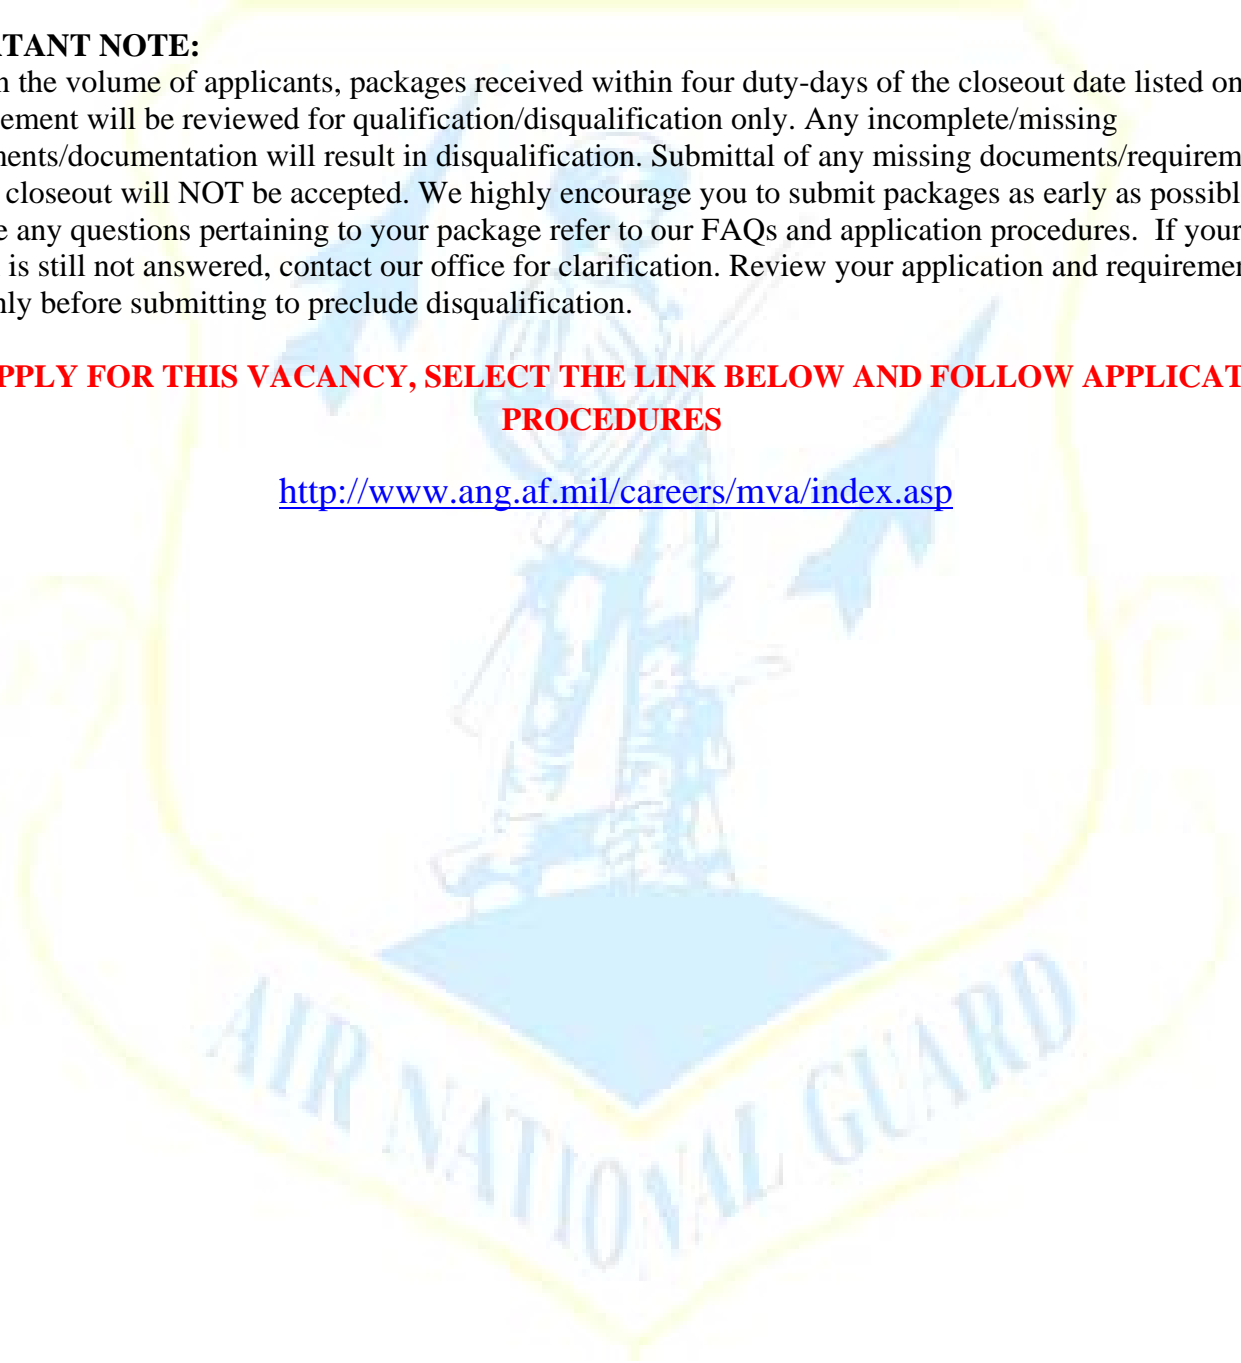 TANT NOTE:
the volume of applicants, packages received within four duty-days of the closeout date listed on
ement will be reviewed for qualification/disqualification only. Any incomplete/missing
ents/documentation will result in disqualification. Submittal of any missing documents/requirem
closeout will NOT be accepted. We highly encourage you to submit packages as early as possibl
e any questions pertaining to your package refer to our FAQs and application procedures. If your
is still not answered, contact our office for clarification. Review your application and requiremen
ly before submitting to preclude disqualification.
PPLY FOR THIS VACANCY, SELECT THE LINK BELOW AND FOLLOW APPLICAT
PROCEDURES
http://www.ang.af.mil/careers/mva/index.asp
AIR NATIONAL GUARD